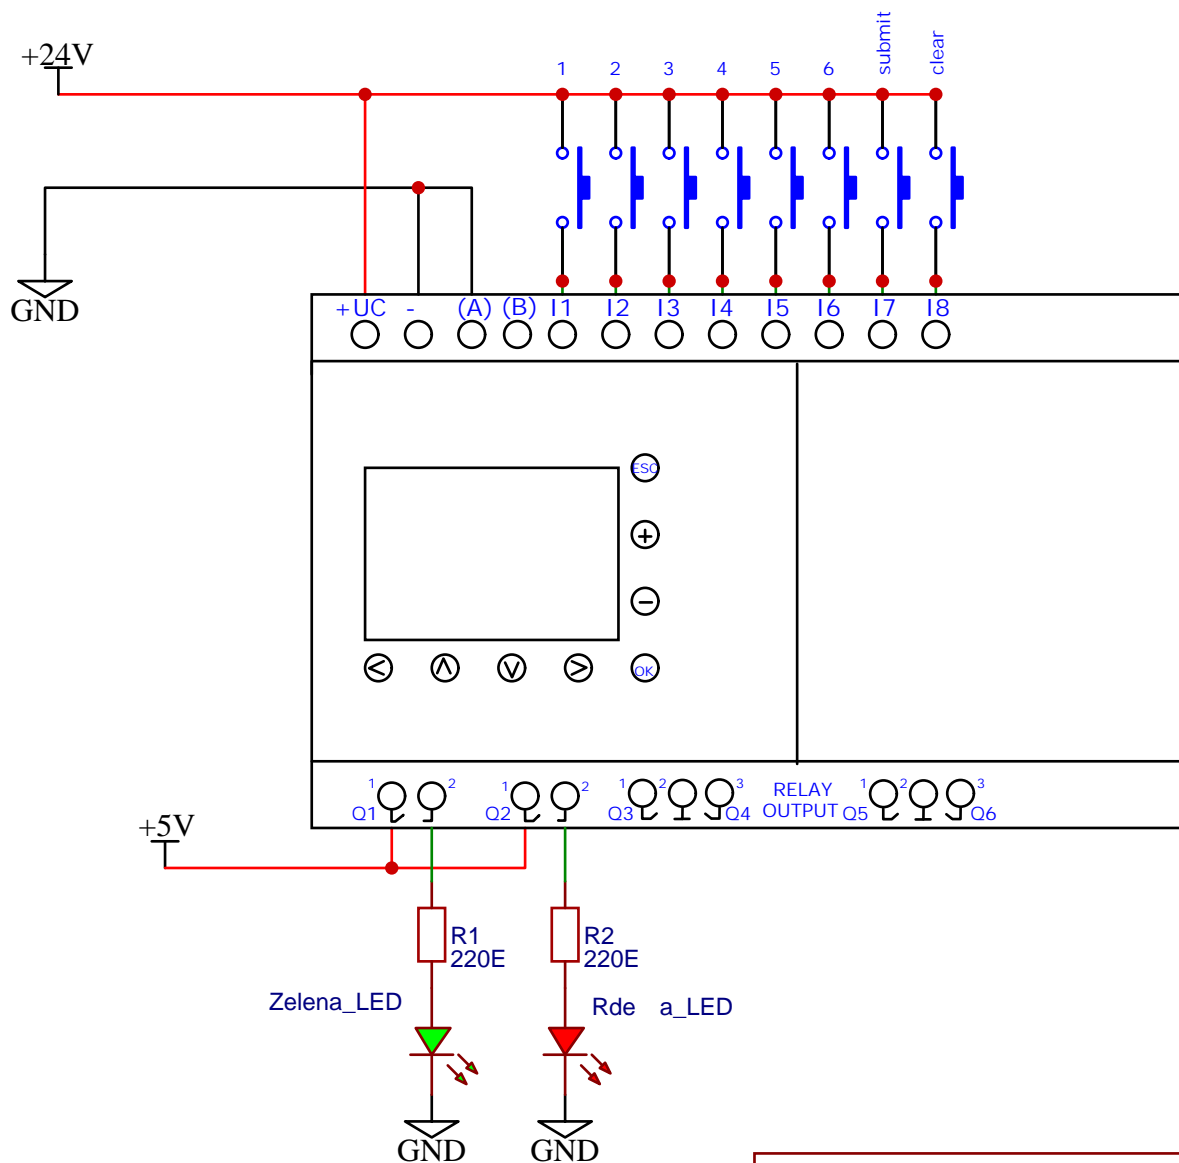 +24V
1 2 3 4 5 6 submit clear
GND
+UC - (A) (B) I1 I2 I3 I4 I5 I6 I7 I8
ESC
+
−
< ∧ ∨ > OK
1 2 1 2 1 2 3 RELAY 1 2 3
Q1 Q2 Q3 Q4 OUTPUT Q5 Q6
+5V
R1 R2
220E 220E
Zelena_LED Rde a_LED
GND GND